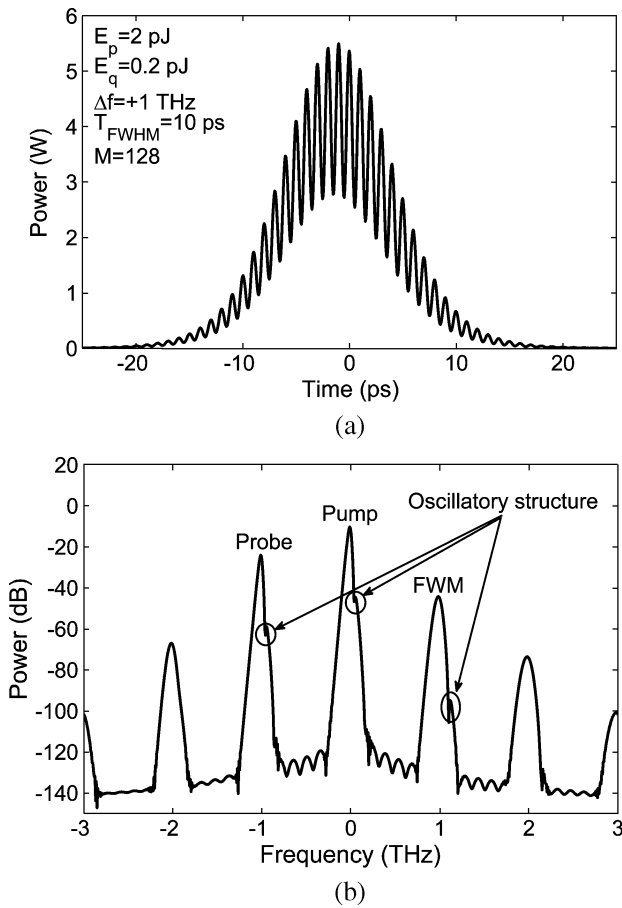 6
5
4
3
2
1
0
Power (W)
E_p=2 pJ
E_q=0.2 pJ
Δf=+1 THz
T_FWHM=10 ps
M=128
-20 -10 0 10 20
Time (ps)
(a)
20
0
-20
-40
-60
-80
-100
-120
-140
Power (dB)
Oscillatory structure
Pump
Probe
FWM
-3 -2 -1 0 1 2 3
Frequency (THz)
(b)